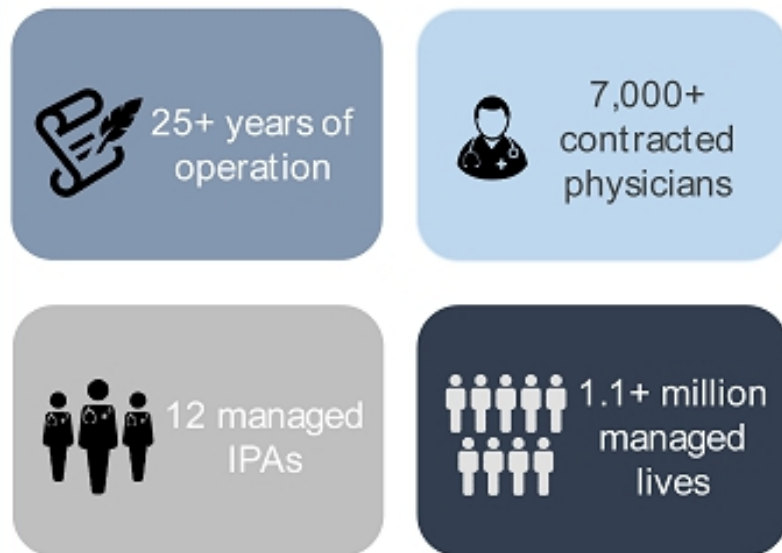 25+ years of
operation
7,000+
contracted
physicians
12 managed
IPAs
1.1+ million
managed
lives